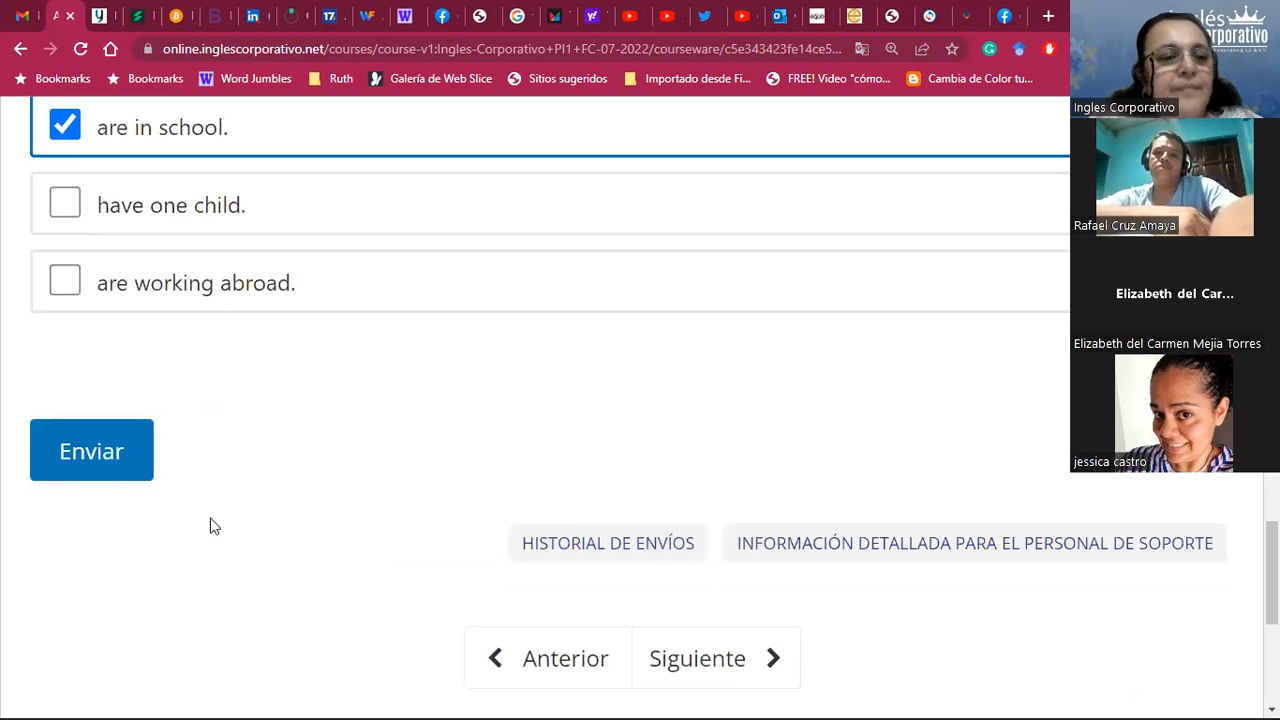 online.inglescorporativo.net/courses/course-v1:Ingles-Corporativo+PI1+FC-07-2022/courseware/c5e343423fe14ce5...
Bookmarks
Bookmarks
Word Jumbles
Ruth
Galería de Web Slice
Sitios sugeridos
Importado desde Fi...
FREE! Video "cómo...
Cambia de Color tu...
Ingles Corporativo
Rafael Cruz Amaya
Elizabeth del Car...
Elizabeth del Carmen Mejia Torres
jessica castro
are in school.
have one child.
are working abroad.
Enviar
HISTORIAL DE ENVÍOS
INFORMACIÓN DETALLADA PARA EL PERSONAL DE SOPORTE
Anterior
Siguiente